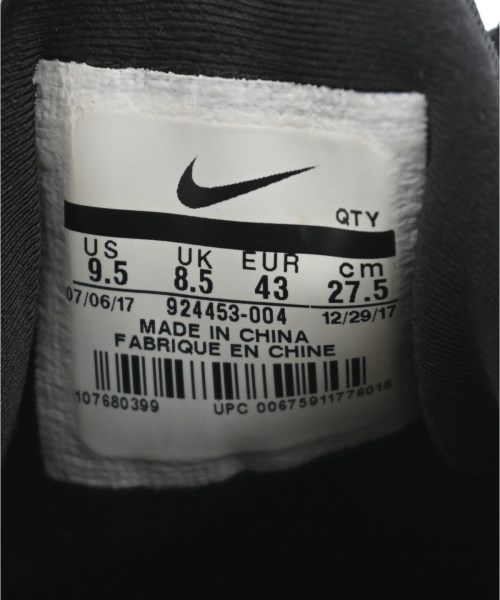 QTY
US UK EUR cm
9.5 8.5 43 27.5
07/06/17 924453-004 12/29/17
MADE IN CHINA
FABRIQUE EN CHINE
107680399 UPC 00675911776018